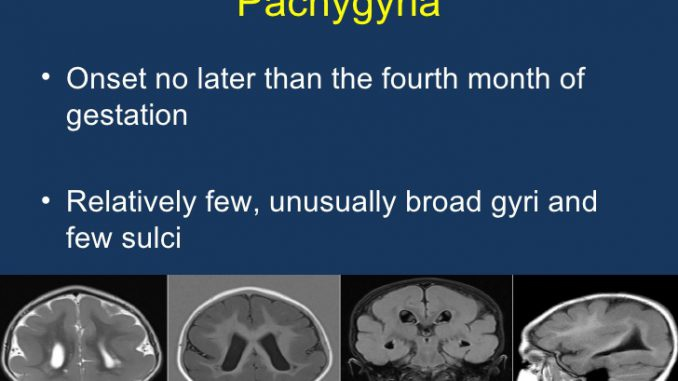 Pachygyria
• Onset no later than the fourth month of
gestation
• Relatively few, unusually broad gyri and
few sulci